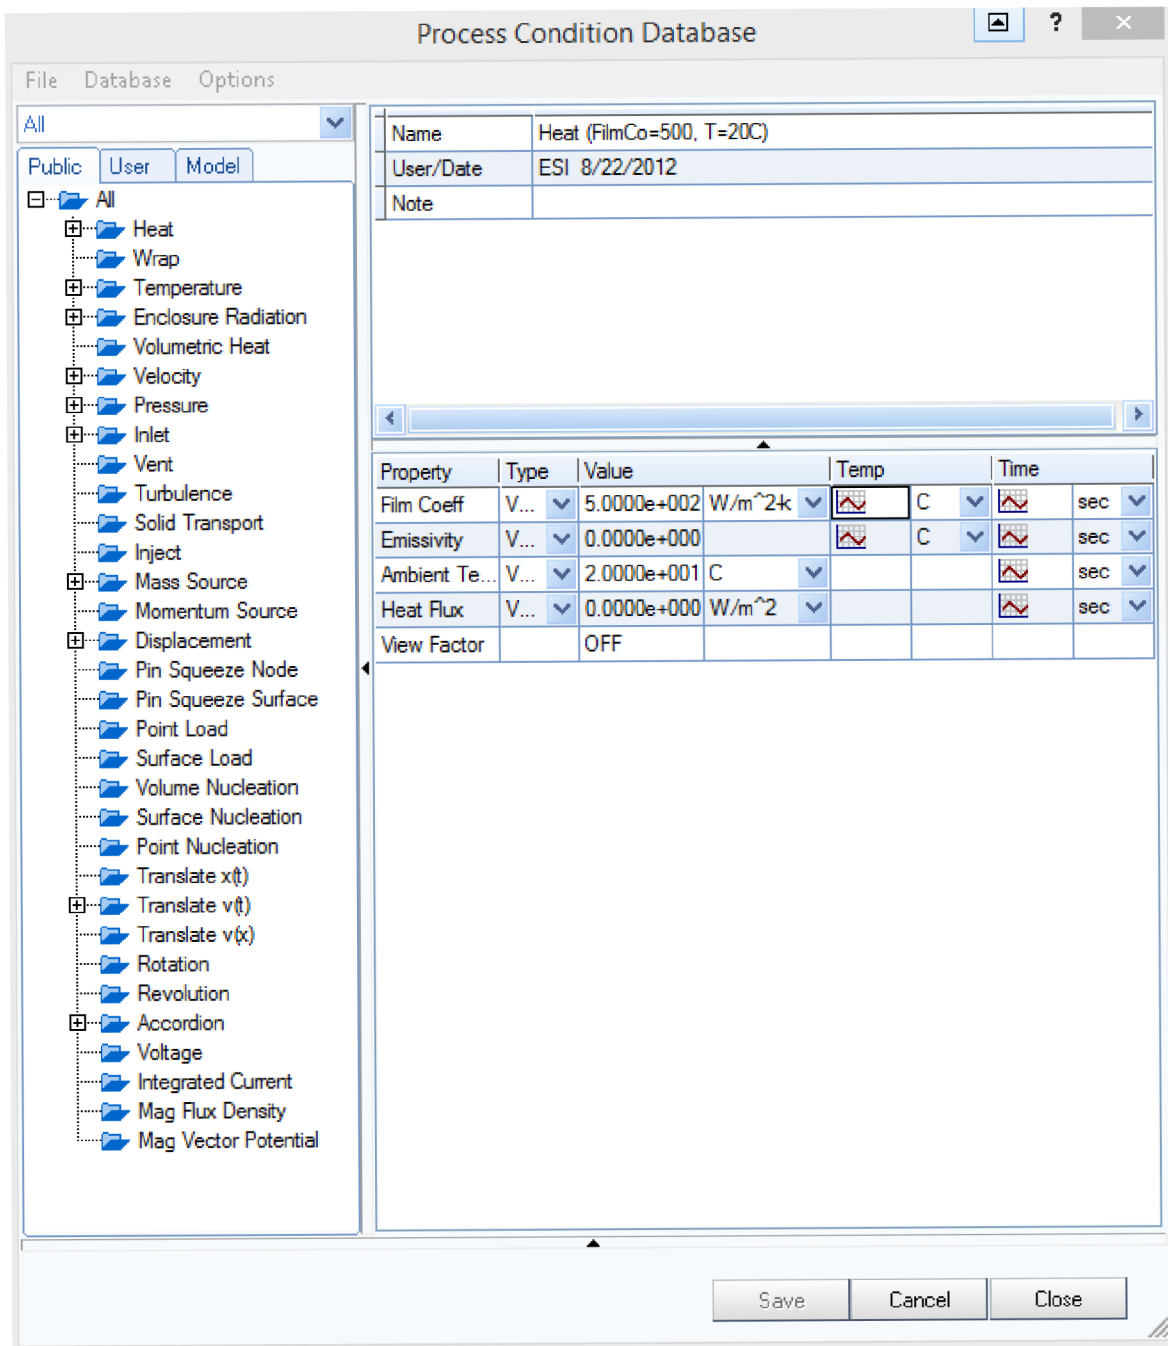 Process Condition Database
?
File Database Options
All
Public User Model
All
Heat
Wrap
Temperature
Enclosure Radiation
Volumetric Heat
Velocity
Pressure
Inlet
Vent
Turbulence
Solid Transport
Inject
Mass Source
Momentum Source
Displacement
Pin Squeeze Node
Pin Squeeze Surface
Point Load
Surface Load
Volume Nucleation
Surface Nucleation
Point Nucleation
Translate x(t)
Translate v(t)
Translate v(x)
Rotation
Revolution
Accordion
Voltage
Integrated Current
Mag Flux Density
Mag Vector Potential
Name Heat (FilmCo=500, T=20C)
User/Date ESI 8/22/2012
Note
Property Type Value Temp Time
Film Coeff V... 5.0000e+002 W/m^2-k C sec
Emissivity V... 0.0000e+000 C sec
Ambient Te... V... 2.0000e+001 C sec
Heat Flux V... 0.0000e+000 W/m^2 sec
View Factor OFF
Save Cancel Close